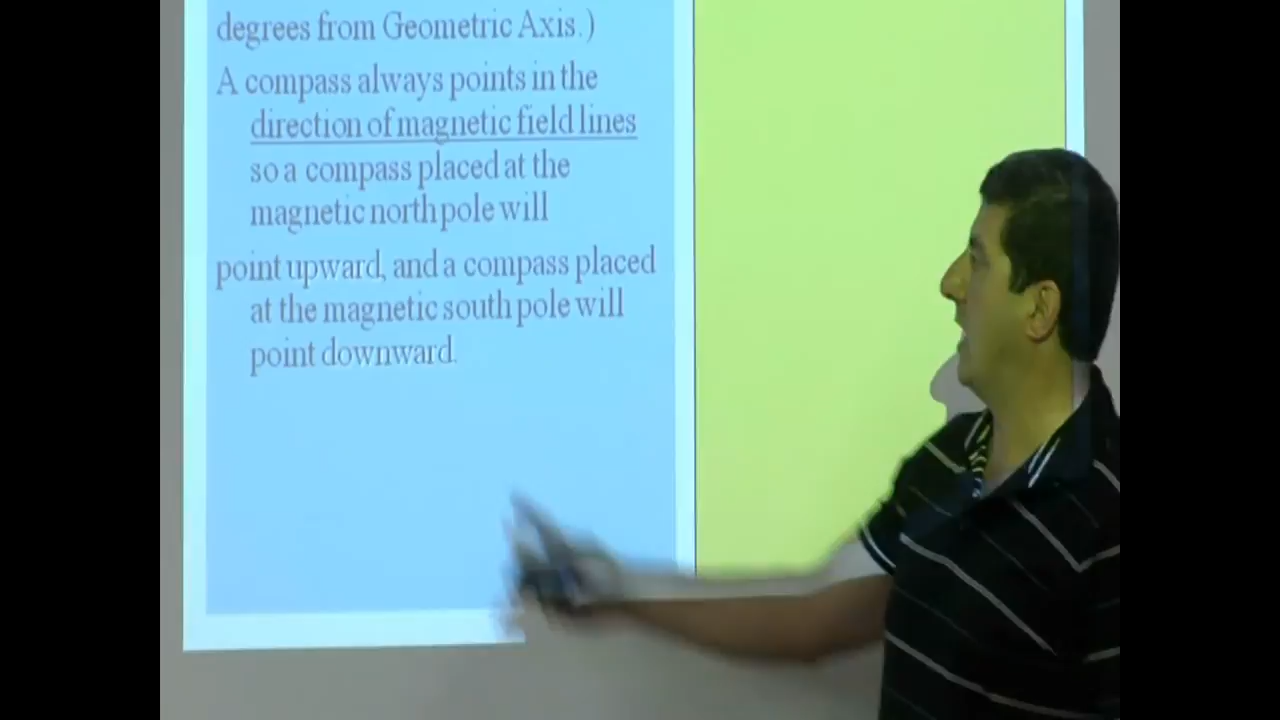 degrees from Geometric Axis.)
A compass always points in the
direction of magnetic field lines
so a compass placed at the
magnetic north pole will
point upward, and a compass placed
at the magnetic south pole will
point downward.